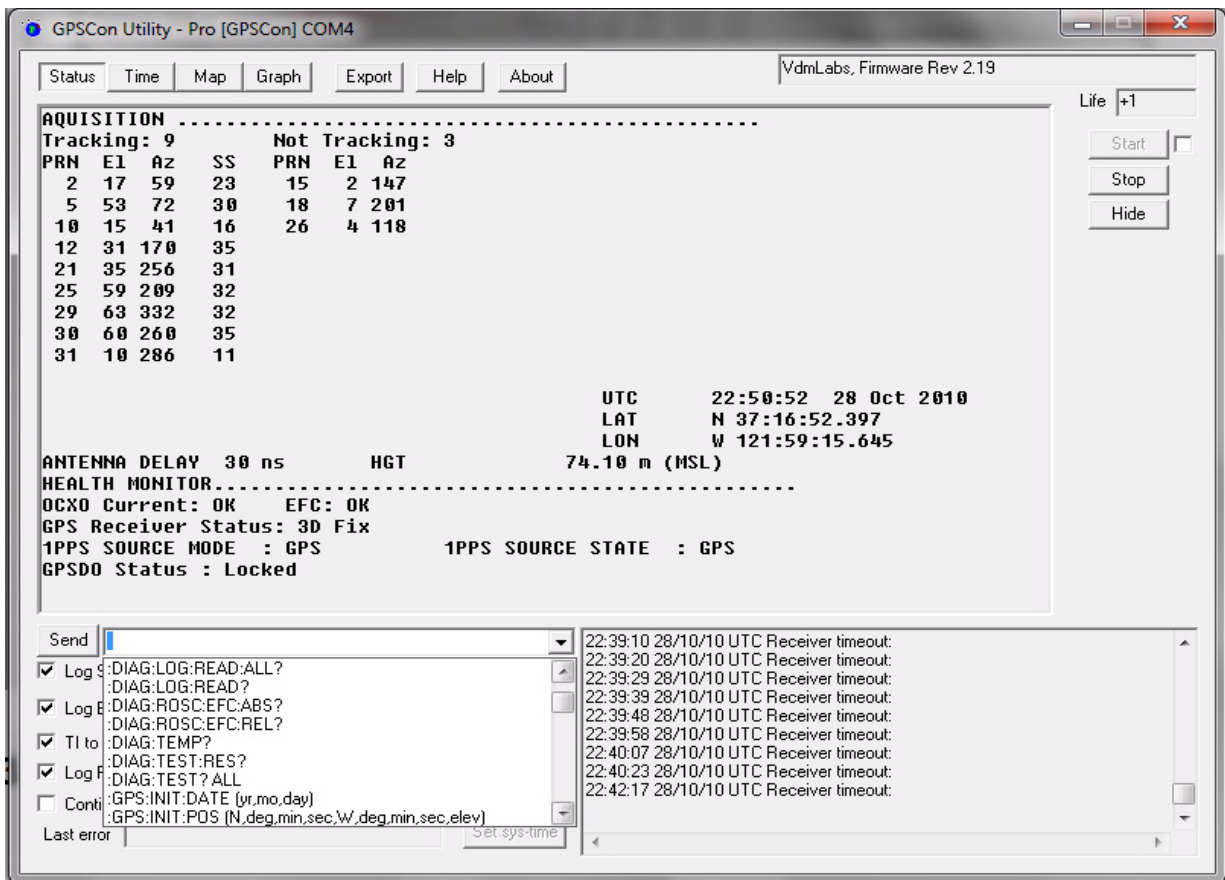 GPSCon Utility - Pro [GPSCon] COM4
Status Time Map Graph Export Help About
VdmLabs, Firmware Rev 2.19
Life +1
Start
Stop
Hide
AQUISITION ................................................
Tracking: 9 Not Tracking: 3
PRN El Az SS PRN El Az
2 17 59 23 15 2 147
5 53 72 30 18 7 201
10 15 41 16 26 4 118
12 31 170 35
21 35 256 31
25 59 209 32
29 63 332 32
30 60 260 35
31 10 286 11
UTC 22:50:52 28 Oct 2010
LAT N 37:16:52.397
LON W 121:59:15.645
ANTENNA DELAY 30 ns HGT 74.10 m (MSL)
HEALTH MONITOR................................................
OCXO Current: OK EFC: OK
GPS Receiver Status: 3D Fix
1PPS SOURCE MODE : GPS 1PPS SOURCE STATE : GPS
GPSDO Status : Locked
Send
:DIAG:LOG:READ:ALL?
:DIAG:LOG:READ?
:DIAG:ROSC:EFC:ABS?
:DIAG:ROSC:EFC:REL?
:DIAG:TEMP?
:DIAG:TEST:RES?
:DIAG:TEST? ALL
:GPS:INIT:DATE (yr,mo,day)
:GPS:INIT:POS (N,deg,min,sec,W,deg,min,sec,elev)
Log
Log
TI to
Log
Last error
Set sys-time
22:39:10 28/10/10 UTC Receiver timeout:
22:39:20 28/10/10 UTC Receiver timeout:
22:39:29 28/10/10 UTC Receiver timeout:
22:39:39 28/10/10 UTC Receiver timeout:
22:39:48 28/10/10 UTC Receiver timeout:
22:39:58 28/10/10 UTC Receiver timeout:
22:40:07 28/10/10 UTC Receiver timeout:
22:40:23 28/10/10 UTC Receiver timeout:
22:42:17 28/10/10 UTC Receiver timeout: